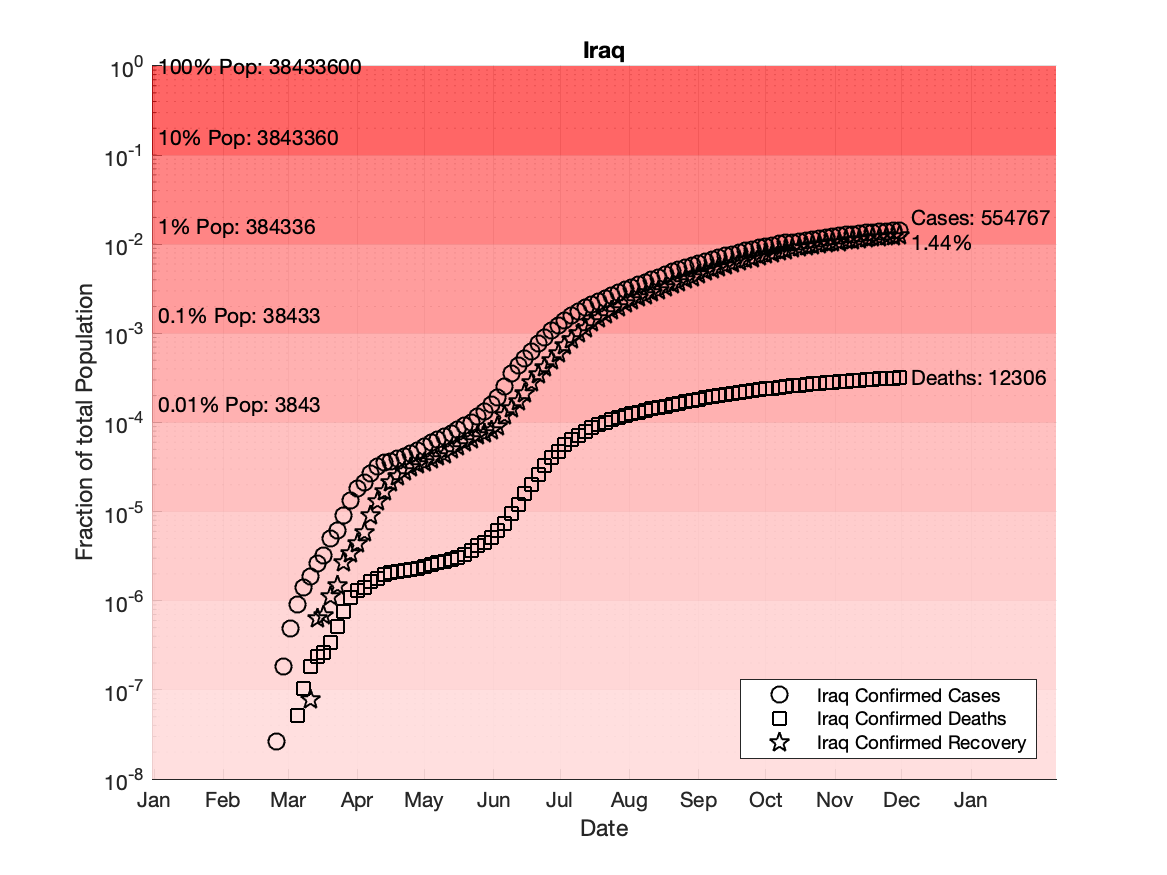 Iraq
10^0
100% Pop: 38433600
10% Pop: 3843360
10^-1
1% Pop: 384336
Cases: 554767
10^-2
1.44%
0.1% Pop: 38433
10^-3
Deaths: 12306
0.01% Pop: 3843
10^-4
10^-5
10^-6
10^-7
10^-8
Fraction of total Population
Iraq Confirmed Cases
Iraq Confirmed Deaths
Iraq Confirmed Recovery
Jan Feb Mar Apr May Jun Jul Aug Sep Oct Nov Dec Jan
Date